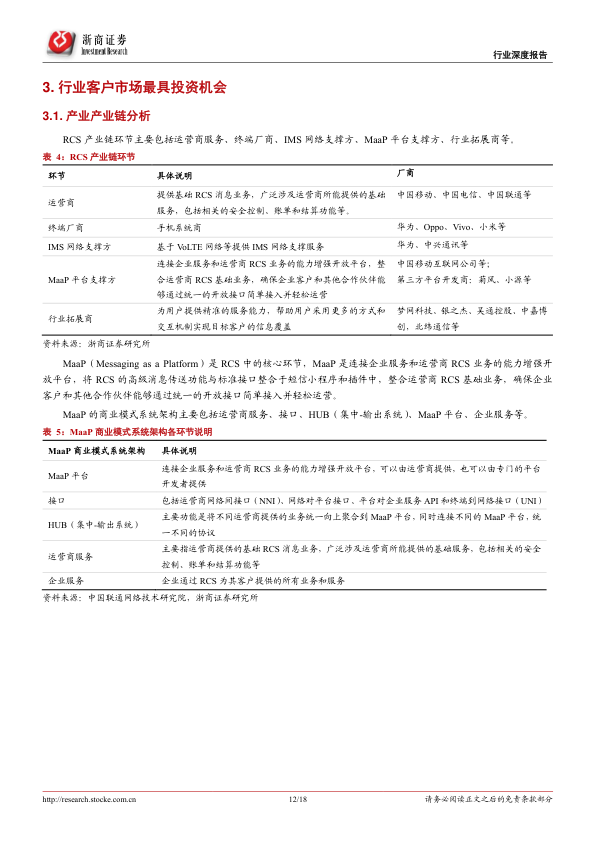 浙商证券
Investment Research
行业深度报告
3. 行业客户市场最具投资机会
3.1. 产业产业链分析
RCS 产业链环节主要包括运营商服务、终端厂商、IMS 网络支撑方、MaaP 平台支撑方、行业拓展商等。
表 4：RCS 产业链环节
环节 具体说明 厂商
运营商 提供基础 RCS 消息业务，广泛涉及运营商所能提供的基础 中国移动、中国电信、中国联通等
服务，包括相关的安全控制、账单和结算功能等。
终端厂商 手机系统商 华为、Oppo、Vivo、小米等
IMS 网络支撑方 基于 VoLTE 网络等提供 IMS 网络支撑服务 华为、中兴通讯等
连接企业服务和运营商 RCS 业务的能力增强开放平台，整 中国移动互联网公司等；
MaaP 平台支撑方 合运营商 RCS 基础业务，确保企业客户和其他合作伙伴能 第三方平台开发商：菊风、小源等
够通过统一的开放接口简单接入并轻松运营
行业拓展商 为用户提供精准的服务能力，帮助用户采用更多的方式和 梦网科技、银之杰、吴通控股、中嘉博
交互机制实现目标客户的信息覆盖 创，北纬通信等
资料来源：浙商证券研究所
MaaP（Messaging as a Platform）是 RCS 中的核心环节，MaaP 是连接企业服务和运营商 RCS 业务的能力增强开
放平台，将 RCS 的高级消息传送功能与标准接口整合于短信小程序和插件中，整合运营商 RCS 基础业务，确保企业
客户和其他合作伙伴能够通过统一的开放接口简单接入并轻松运营。
MaaP 的商业模式系统架构主要包括运营商服务、接口、HUB（集中-输出系统）、MaaP 平台、企业服务等。
表 5：MaaP 商业模式系统架构各环节说明
MaaP 商业模式系统架构 具体说明
MaaP 平台 连接企业服务和运营商 RCS 业务的能力增强开放平台，可以由运营商提供、也可以由专门的平台
开发者提供
接口 包括运营商网络间接口（NNI）、网络对平台接口、平台对企业服务 API 和终端到网络接口（UNI）
HUB（集中-输出系统） 主要功能是将不同运营商提供的业务统一向上聚合到 MaaP 平台，同时连接不同的 MaaP 平台，统
一不同的协议
运营商服务 主要指运营商提供的基础 RCS 消息业务，广泛涉及运营商所能提供的基础服务，包括相关的安全
控制、账单和结算功能等
企业服务 企业通过 RCS 为其客户提供的所有业务和服务
资料来源：中国联通网络技术研究院，浙商证券研究所
http://research.stocke.com.cn 12/18 请务必阅读正文之后的免责条款部分